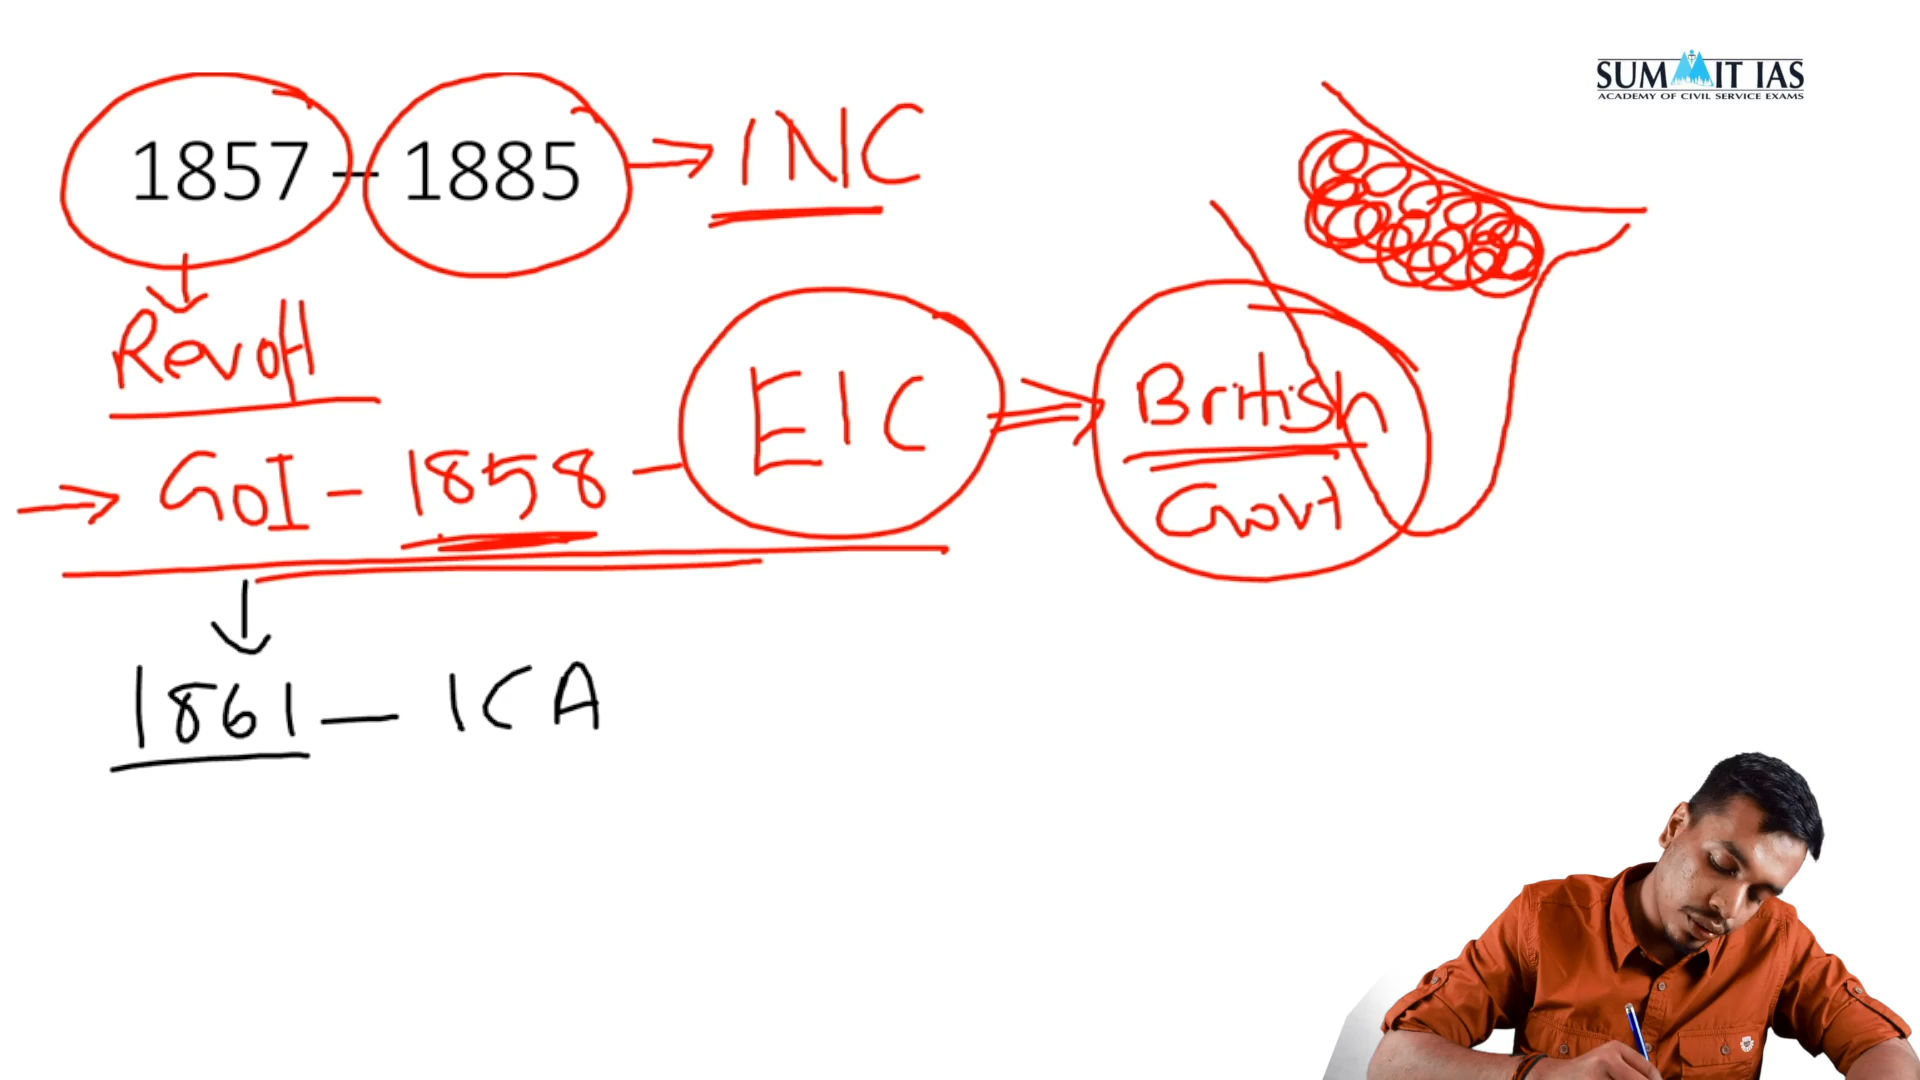 SUMMIT IAS
ACADEMY OF CIVIL SERVICE EXAMS
1857 – 1885 → INC
Revolt
→ GOI - 1858 - EIC ⇒ British Govt
1861 — ICA